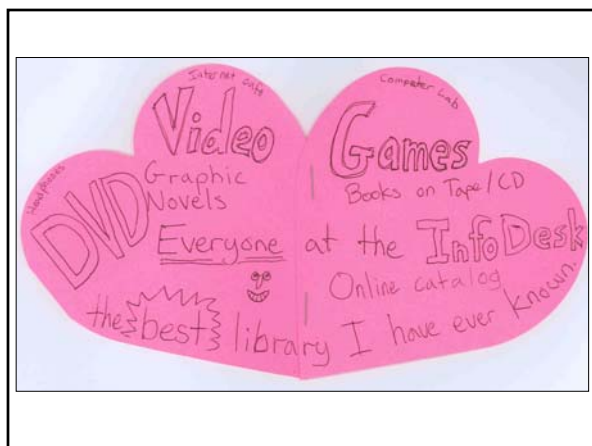 Internet café
Computer Lab
Video Games
Headphones
DVD
Graphic
Novels
Books on Tape/CD
Everyone at the InfoDesk
Online catalog
the best library I have ever known.